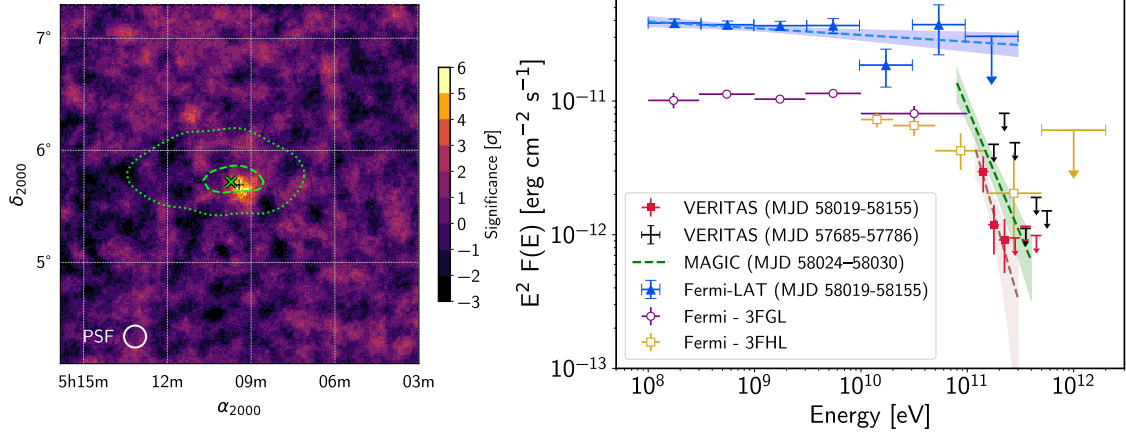 7°
6°
5°
δ2000
PSF
5h15m 12m 09m 06m 03m
α2000
6
5
4
3
2
1
0
−1
−2
−3
Significance [σ]
E² F(E) [erg cm⁻² s⁻¹]
10⁻¹¹
10⁻¹²
10⁻¹³
VERITAS (MJD 58019-58155)
VERITAS (MJD 57685-57786)
MAGIC (MJD 58024–58030)
Fermi-LAT (MJD 58019-58155)
Fermi - 3FGL
Fermi - 3FHL
10⁸ 10⁹ 10¹⁰ 10¹¹ 10¹²
Energy [eV]